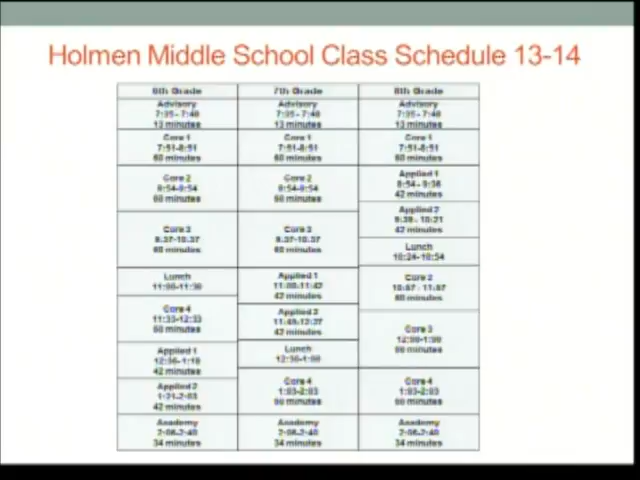 Holmen Middle School Class Schedule 13-14
6th Grade
7th Grade
8th Grade
Advisory
7:35 - 7:48
13 minutes
Advisory
7:35 - 7:48
13 minutes
Advisory
7:35 - 7:48
13 minutes
Core 1
7:51-8:51
60 minutes
Core 1
7:51-8:51
60 minutes
Core 1
7:51-8:51
60 minutes
Core 2
8:54-9:54
60 minutes
Core 2
8:54-9:54
60 minutes
Applied 1
8:54 - 9:36
42 minutes
Applied 2
9:39 - 10:21
42 minutes
Core 3
60 minutes
Core 3
60 minutes
Lunch
10:24-10:54
Lunch
11:00-11:30
Applied 1
11:00-11:42
42 minutes
Core 2
10:57 - 11:57
60 minutes
Core 4
11:33-12:33
60 minutes
Applied 2
11:45-12:27
42 minutes
Core 3
12:00-1:00
60 minutes
Applied 1
12:36-1:18
42 minutes
Lunch
12:30-1:00
Applied 2
1:21-2:03
42 minutes
Core 4
1:03-2:03
60 minutes
Core 4
1:03-2:03
60 minutes
Academy
2:06-2:40
34 minutes
Academy
2:06-2:40
34 minutes
Academy
2:06-2:40
34 minutes